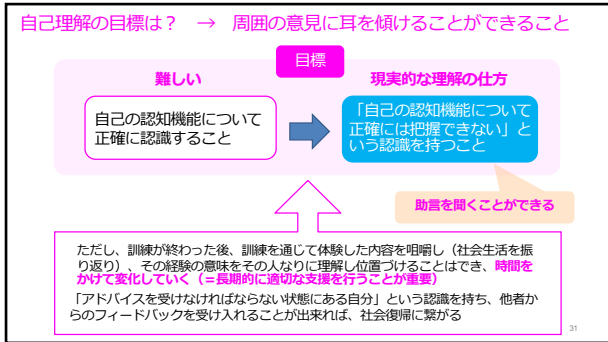 自己理解の目標は？　→　周囲の意見に耳を傾けることができること
目標
難しい
現実的な理解の仕方
自己の認知機能について
正確に認識すること
「自己の認知機能について
正確には把握できない」と
いう認識を持つこと
助言を聞くことができる
ただし、訓練が終わった後、訓練を通じて体験した内容を咀嚼し（社会生活を振
り返り）、その経験の意味をその人なりに理解し位置づけることはでき、時間を
かけて変化していく（＝長期的に適切な支援を行うことが重要）
「アドバイスを受けなければならない状態にある自分」という認識を持ち、他者か
らのフィードバックを受け入れることが出来れば、社会復帰に繋がる
31